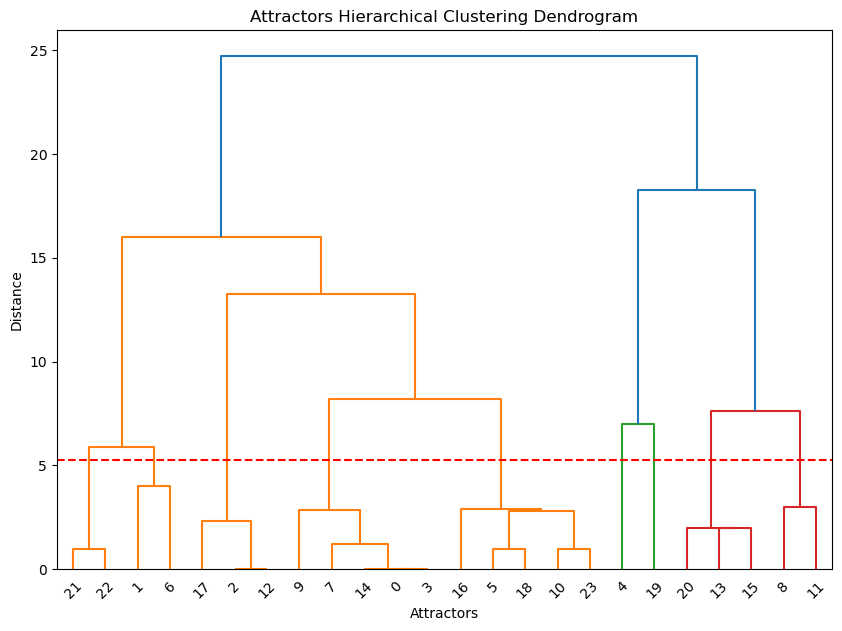 Attractors Hierarchical Clustering Dendrogram
25
20
15
10
5
0
Distance
21 22 1 6 17 2 12 9 7 14 0 3 16 5 18 10 23 4 19 20 13 15 8 11
Attractors